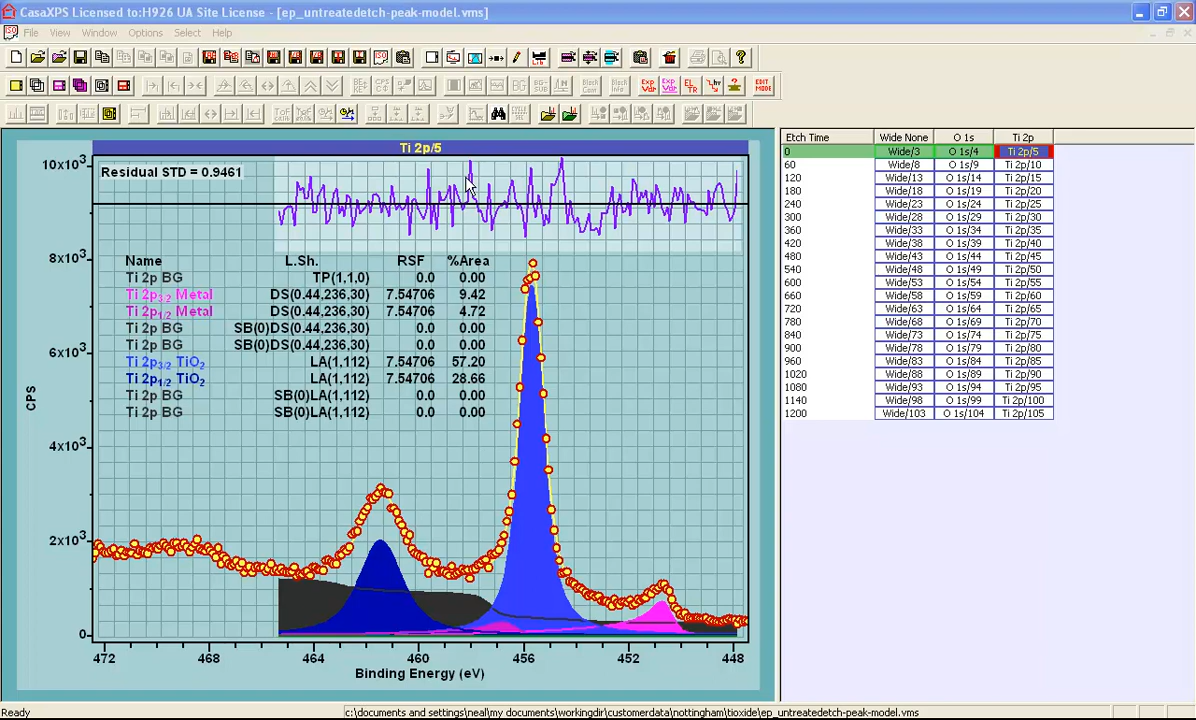 CasaXPS Licensed to:H926 UA Site License - [ep_untreatedetch-peak-model.vms]
File View Window Options Select Help
Ti 2p/5
Residual STD = 0.9461
Name L.Sh. RSF %Area
Ti 2p BG TP(1,1,0) 0.0 0.00
Ti 2p3/2 Metal DS(0.44,236,30) 7.54706 9.42
Ti 2p1/2 Metal DS(0.44,236,30) 7.54706 4.72
Ti 2p BG SB(0)DS(0.44,236,30) 0.0 0.00
Ti 2p BG SB(0)DS(0.44,236,30) 0.0 0.00
Ti 2p3/2 TiO2 LA(1,112) 7.54706 57.20
Ti 2p1/2 TiO2 LA(1,112) 7.54706 28.66
Ti 2p BG SB(0)LA(1,112) 0.0 0.00
Ti 2p BG SB(0)LA(1,112) 0.0 0.00
10x10³
8x10³
6x10³
4x10³
2x10³
0
CPS
472 468 464 460 456 452 448
Binding Energy (eV)
Etch Time Wide None O 1s Ti 2p
0 Wide/3 O 1s/4 Ti 2p/5
60 Wide/8 O 1s/9 Ti 2p/10
120 Wide/13 O 1s/14 Ti 2p/15
180 Wide/18 O 1s/19 Ti 2p/20
240 Wide/23 O 1s/24 Ti 2p/25
300 Wide/28 O 1s/29 Ti 2p/30
360 Wide/33 O 1s/34 Ti 2p/35
420 Wide/38 O 1s/39 Ti 2p/40
480 Wide/43 O 1s/44 Ti 2p/45
540 Wide/48 O 1s/49 Ti 2p/50
600 Wide/53 O 1s/54 Ti 2p/55
660 Wide/58 O 1s/59 Ti 2p/60
720 Wide/63 O 1s/64 Ti 2p/65
780 Wide/68 O 1s/69 Ti 2p/70
840 Wide/73 O 1s/74 Ti 2p/75
900 Wide/78 O 1s/79 Ti 2p/80
960 Wide/83 O 1s/84 Ti 2p/85
1020 Wide/88 O 1s/89 Ti 2p/90
1080 Wide/93 O 1s/94 Ti 2p/95
1140 Wide/98 O 1s/99 Ti 2p/100
1200 Wide/103 O 1s/104 Ti 2p/105
Ready c:\documents and settings\neal\my documents\workingdir\customerdata\nottingham\tioxide\ep_untreatedetch-peak-model.vms